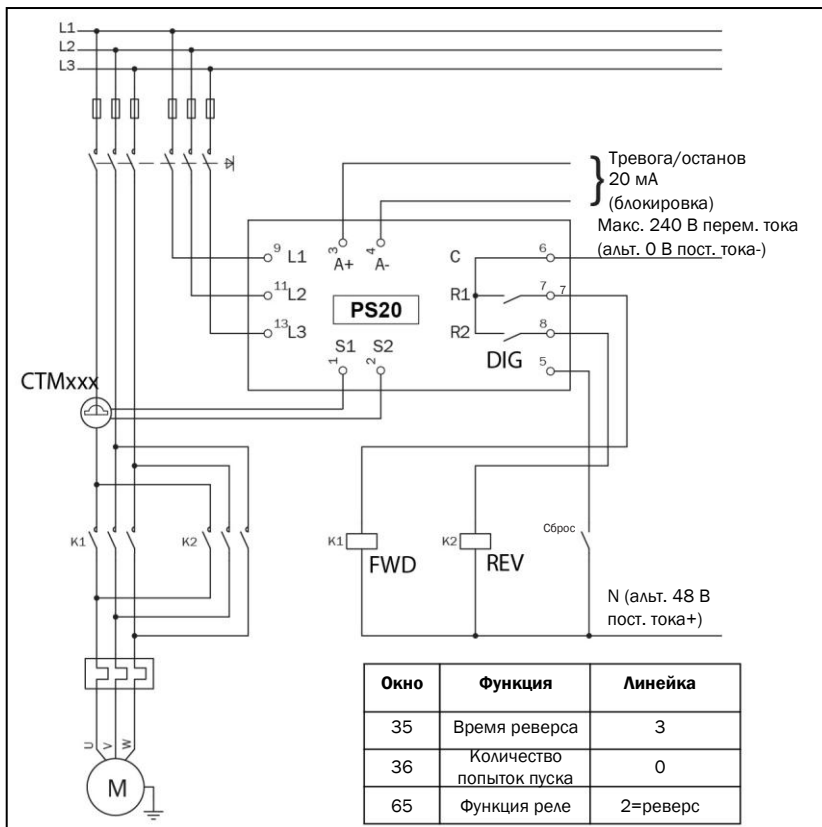 L1
L2
L3
Тревога/останов
20 мА
(блокировка)
Макс. 240 В перем. тока
(альт. 0 В пост. тока-)
9 L1
3 A+
4 A-
C 6
11 L2
PS20
R1 7 7
13 L3
R2 8
S1 S2
DIG
1 2
5
CTMxxx
K1
K2
K1 FWD
K2 REV
Сброс
N (альт. 48 В
пост. тока+)
U V W
M
Окно Функция Линейка
35 Время реверса 3
36 Количество попыток пуска 0
65 Функция реле 2=реверс